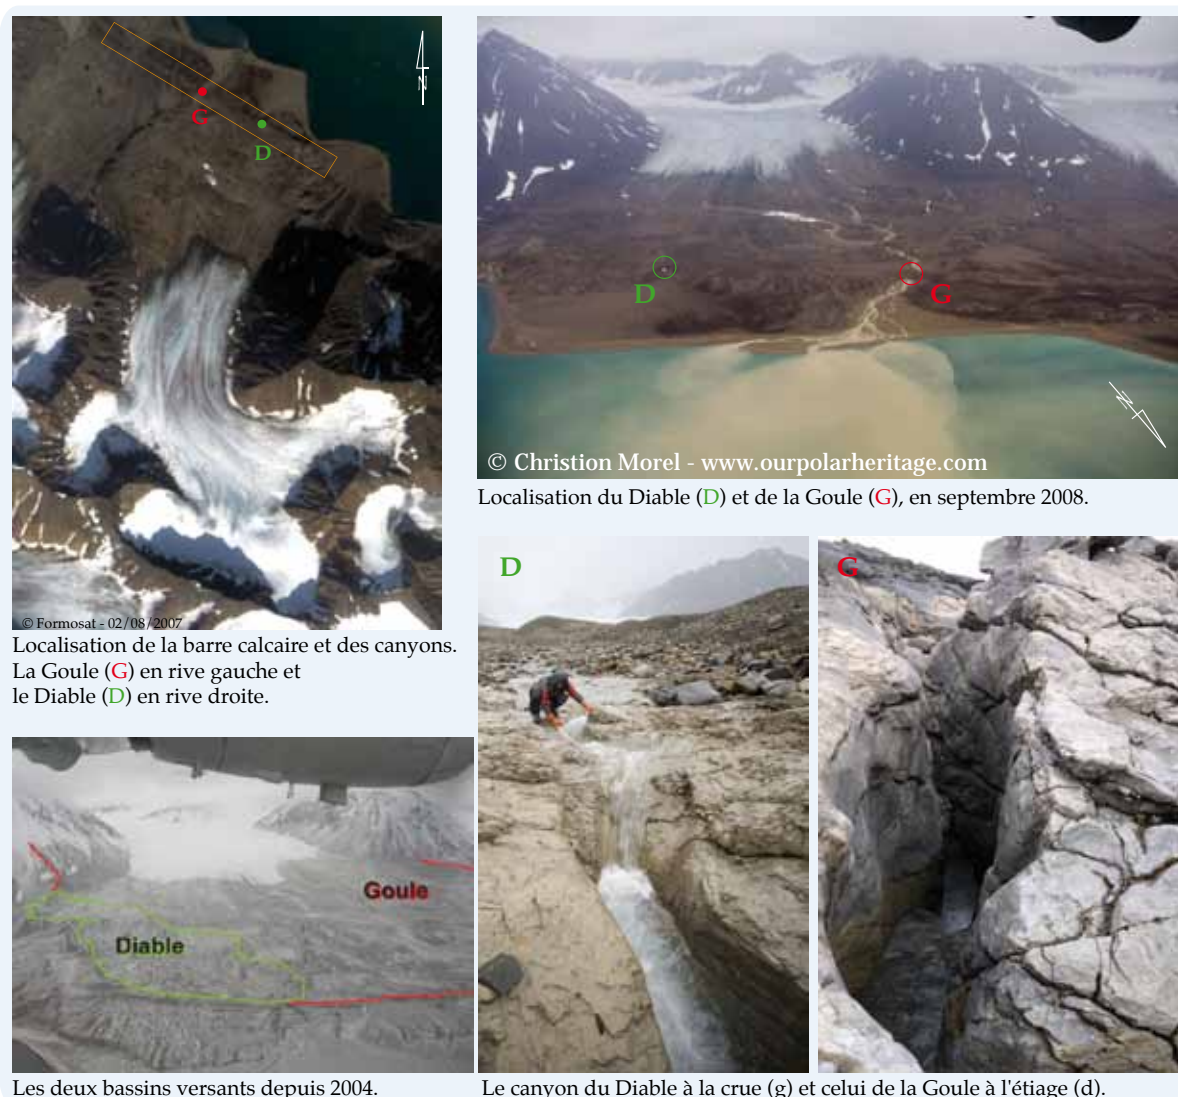 G
D
N
© Formosat - 02/08/2007
Localisation de la barre calcaire et des canyons.
La Goule (G) en rive gauche et
le Diable (D) en rive droite.
D
G
N
© Christion Morel - www.ourpolarheritage.com
Localisation du Diable (D) et de la Goule (G), en septembre 2008.
Goule
Diable
Les deux bassins versants depuis 2004.
D
G
Le canyon du Diable à la crue (g) et celui de la Goule à l'étiage (d).